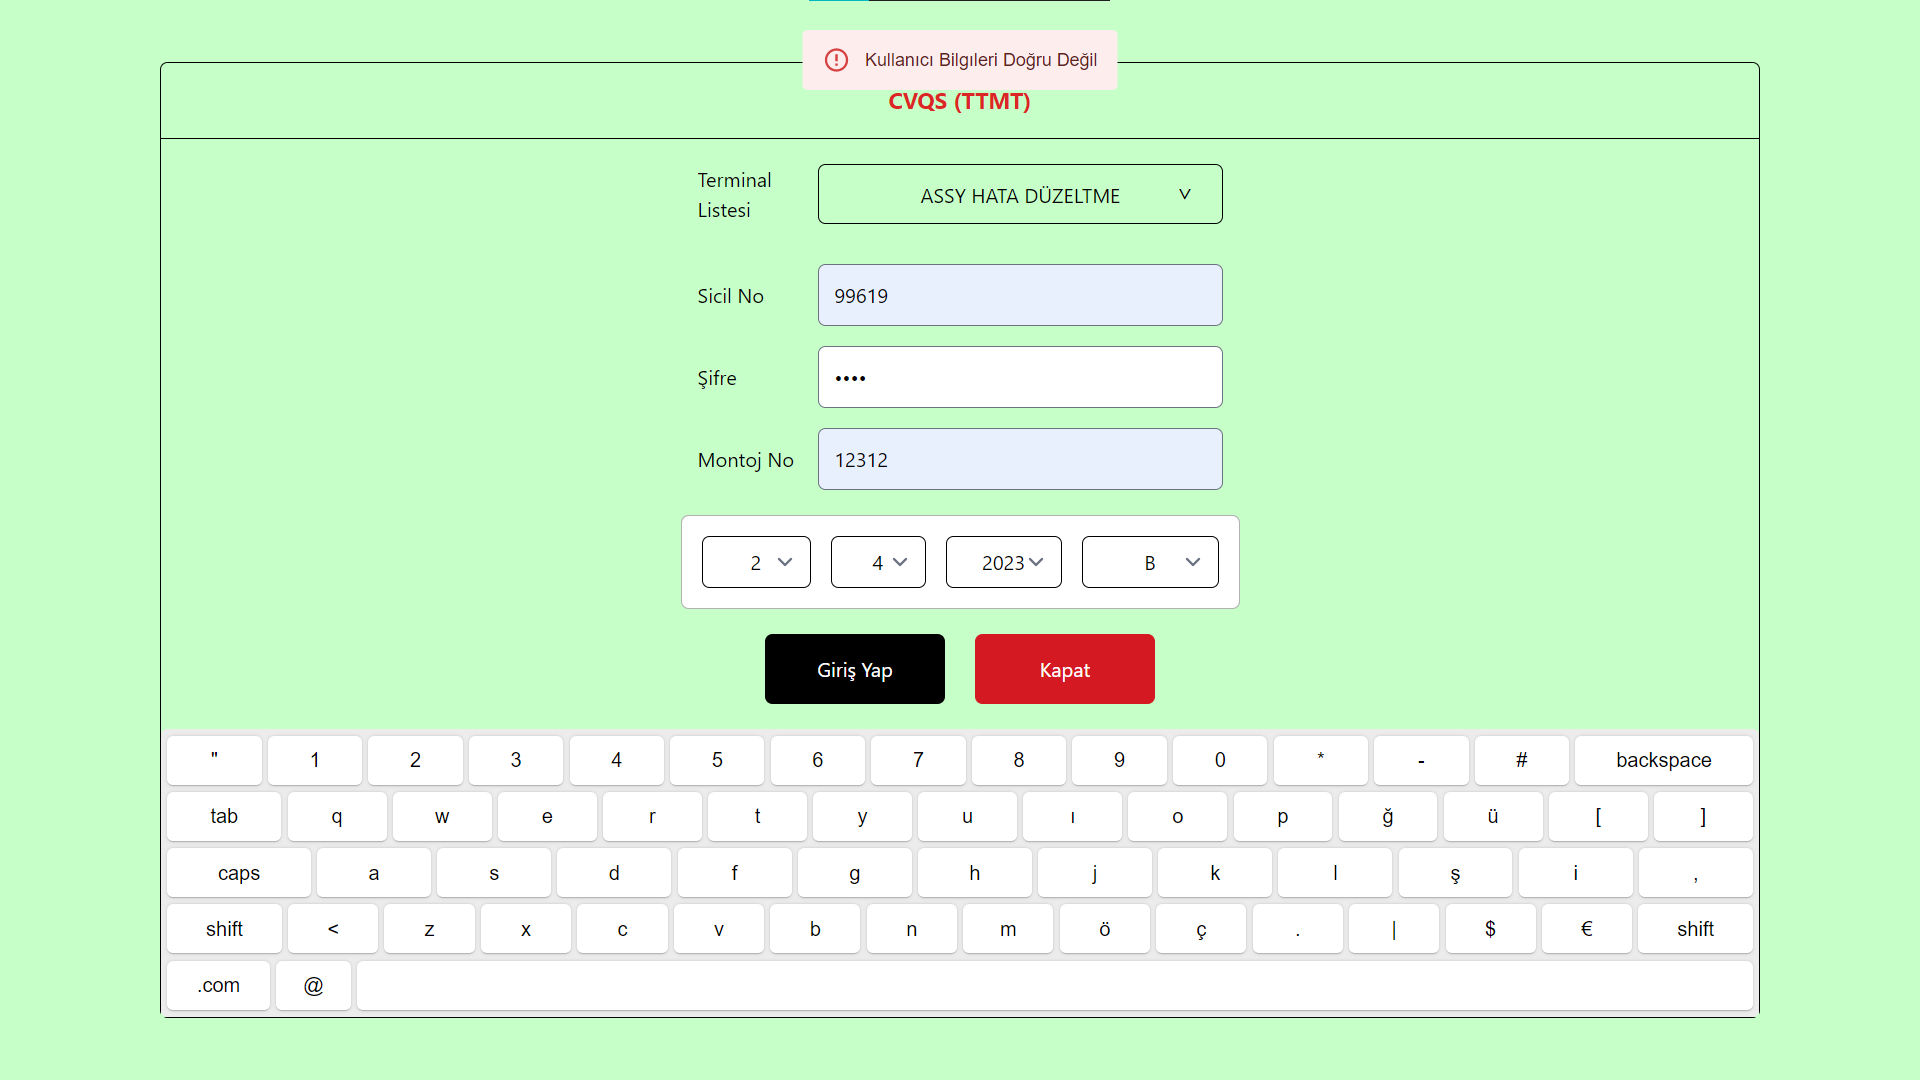 Kullanıcı Bilgıleri Doğru Değil
CVQS (TTMT)
Terminal Listesi
ASSY HATA DÜZELTME
Sicil No
99619
Şifre
••••
Montoj No
12312
2 4 2023 B
Giriş Yap Kapat
" 1 2 3 4 5 6 7 8 9 0 * - # backspace
tab q w e r t y u ı o p ğ ü [ ]
caps a s d f g h j k l ş i ,
shift < z x c v b n m ö ç . | $ € shift
.com @